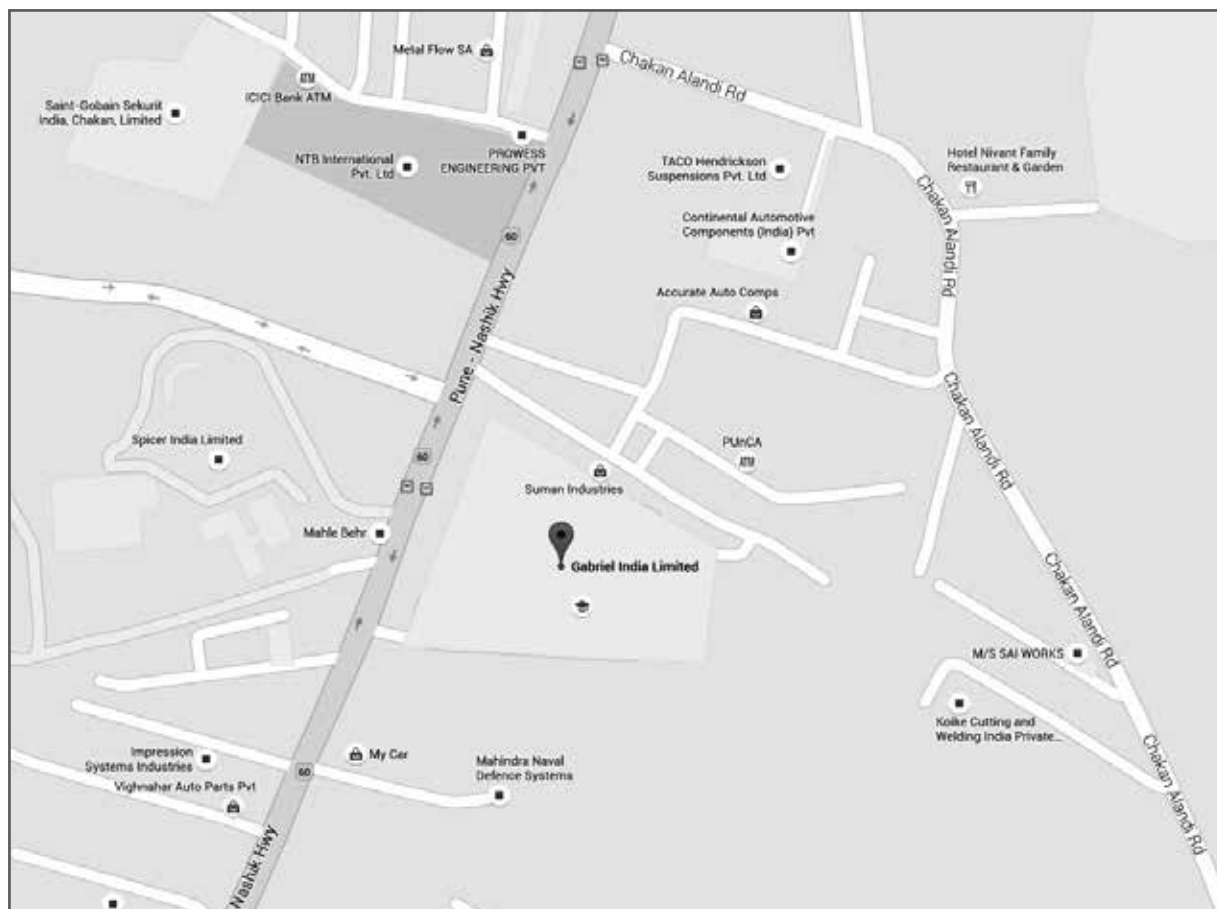 Metal Flow SA
Chakan Alandi Rd
ICICI Bank ATM
Saint-Gobain Sekurit
India, Chakan, Limited
PROWESS
ENGINEERING PVT
NTB International
Pvt. Ltd
TACO Hendrickson
Suspensions Pvt. Ltd
Hotel Nivant Family
Restaurant & Garden
Chakan Alandi Rd
Continental Automotive
Components (India) Pvt
60
Pune - Nashik Hwy
Accurate Auto Comps
Chakan Alandi Rd
Spicer India Limited
60
PUnCA
Suman Industries
Mahle Behr
Gabriel India Limited
Chakan Alandi Rd
M/S SAI WORKS
Koike Cutting and
Welding India Private...
Impression
Systems Industries
My Car
Mahindra Naval
Defence Systems
60
Vighnahar Auto Parts Pvt
Chakan Alandi Rd
Nashik Hwy